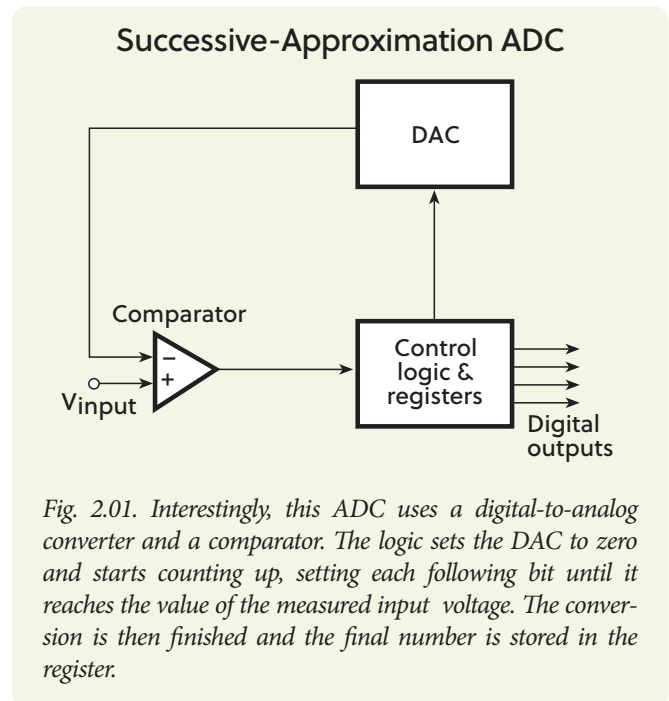 Successive-Approximation ADC
DAC
Comparator
−
+
Vinput
Control
logic &
registers
Digital
outputs
Fig. 2.01. Interestingly, this ADC uses a digital-to-analog
converter and a comparator. The logic sets the DAC to zero
and starts counting up, setting each following bit until it
reaches the value of the measured input voltage. The conver-
sion is then finished and the final number is stored in the
register.